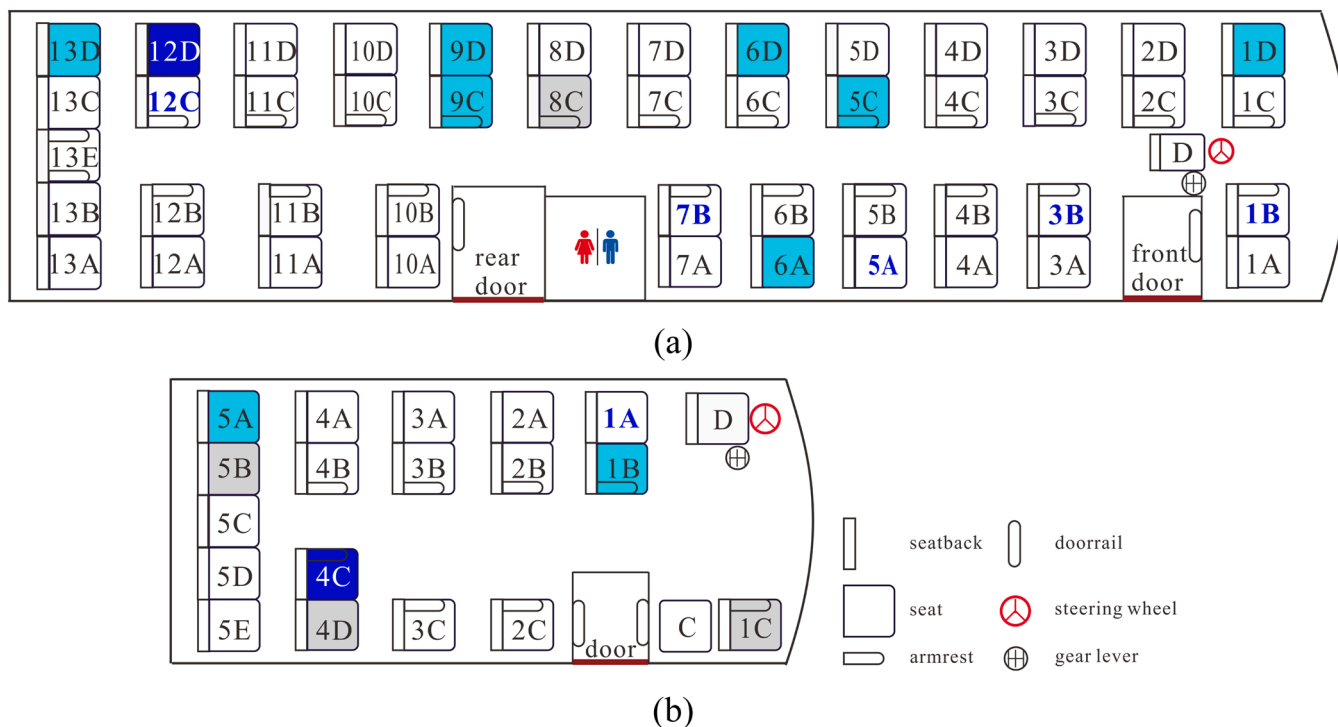 13D 12D 11D 10D 9D 8D 7D 6D 5D 4D 3D 2D 1D
13C 12C 11C 10C 9C 8C 7C 6C 5C 4C 3C 2C 1C
13E D
13B 12B 11B 10B 7B 6B 5B 4B 3B 1B
13A 12A 11A 10A rear door 7A 6A 5A 4A 3A front door 1A
(a)
5A 4A 3A 2A 1A D
5B 4B 3B 2B 1B
5C
5D 4C
5E 4D 3C 2C door C 1C
seatback doorrail
seat steering wheel
armrest gear lever
(b)